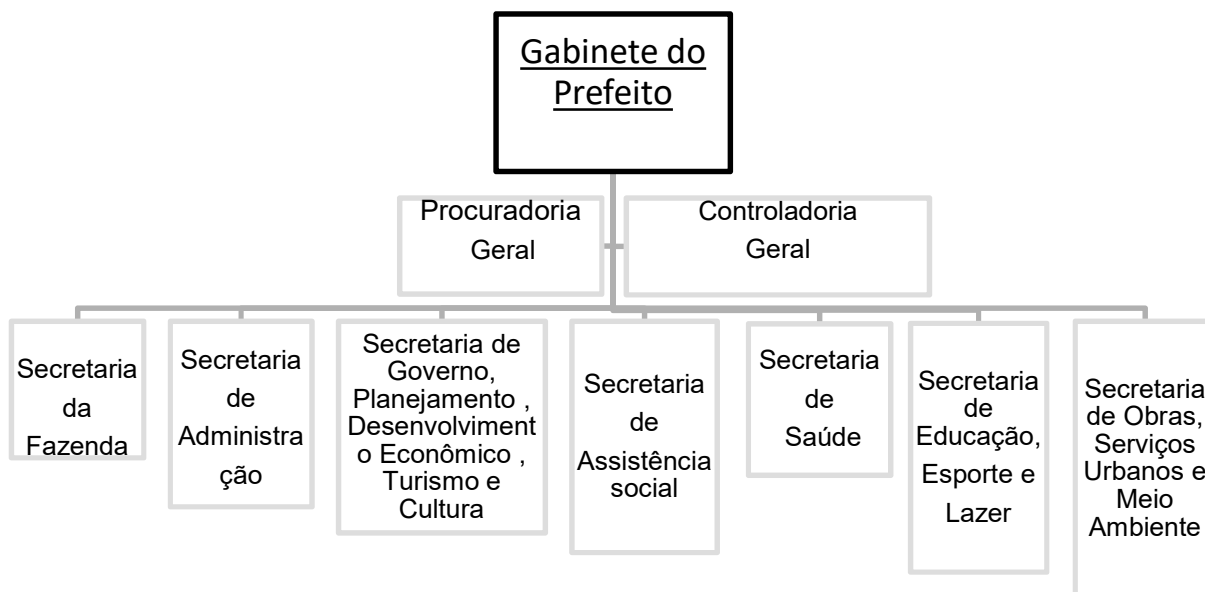 Gabinete do
Prefeito
Procuradoria
Geral
Controladoria
Geral
Secretaria
da
Fazenda
Secretaria
de
Administra
ção
Secretaria de
Governo,
Planejamento ,
Desenvolviment
o Econômico ,
Turismo e
Cultura
Secretaria
de
Assistência
social
Secretaria
de
Saúde
Secretaria
de
Educação,
Esporte e
Lazer
Secretaria
de Obras,
Serviços
Urbanos e
Meio
Ambiente